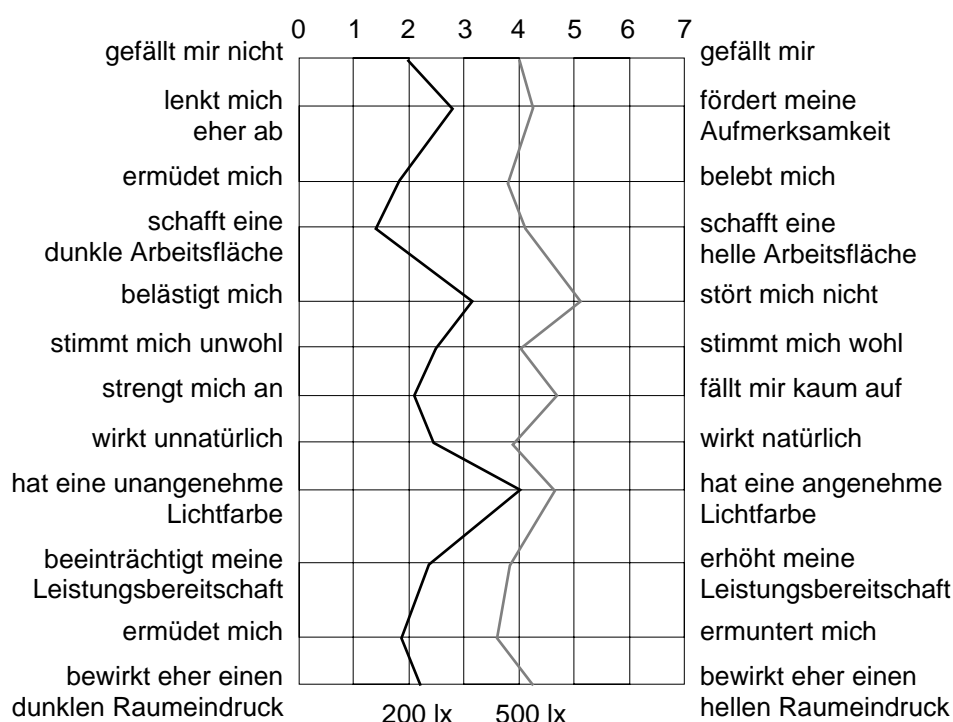 0 1 2 3 4 5 6 7
gefällt mir nicht gefällt mir
lenkt mich fördert meine
eher ab Aufmerksamkeit
ermüdet mich belebt mich
schafft eine schafft eine
dunkle Arbeitsfläche helle Arbeitsfläche
belästigt mich stört mich nicht
stimmt mich unwohl stimmt mich wohl
strengt mich an fällt mir kaum auf
wirkt unnatürlich wirkt natürlich
hat eine unangenehme hat eine angenehme
Lichtfarbe Lichtfarbe
beeinträchtigt meine erhöht meine
Leistungsbereitschaft Leistungsbereitschaft
ermüdet mich ermuntert mich
bewirkt eher einen bewirkt eher einen
dunklen Raumeindruck 200 lx 500 lx hellen Raumeindruck